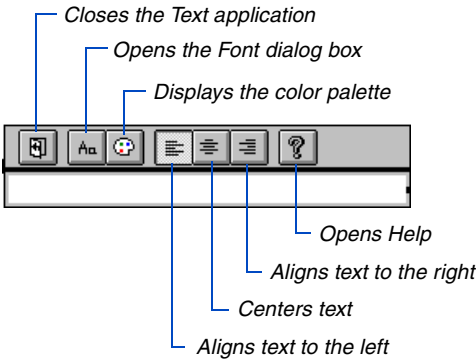 Closes the Text application
Opens the Font dialog box
Displays the color palette
Aa
?
Opens Help
Aligns text to the right
Centers text
Aligns text to the left